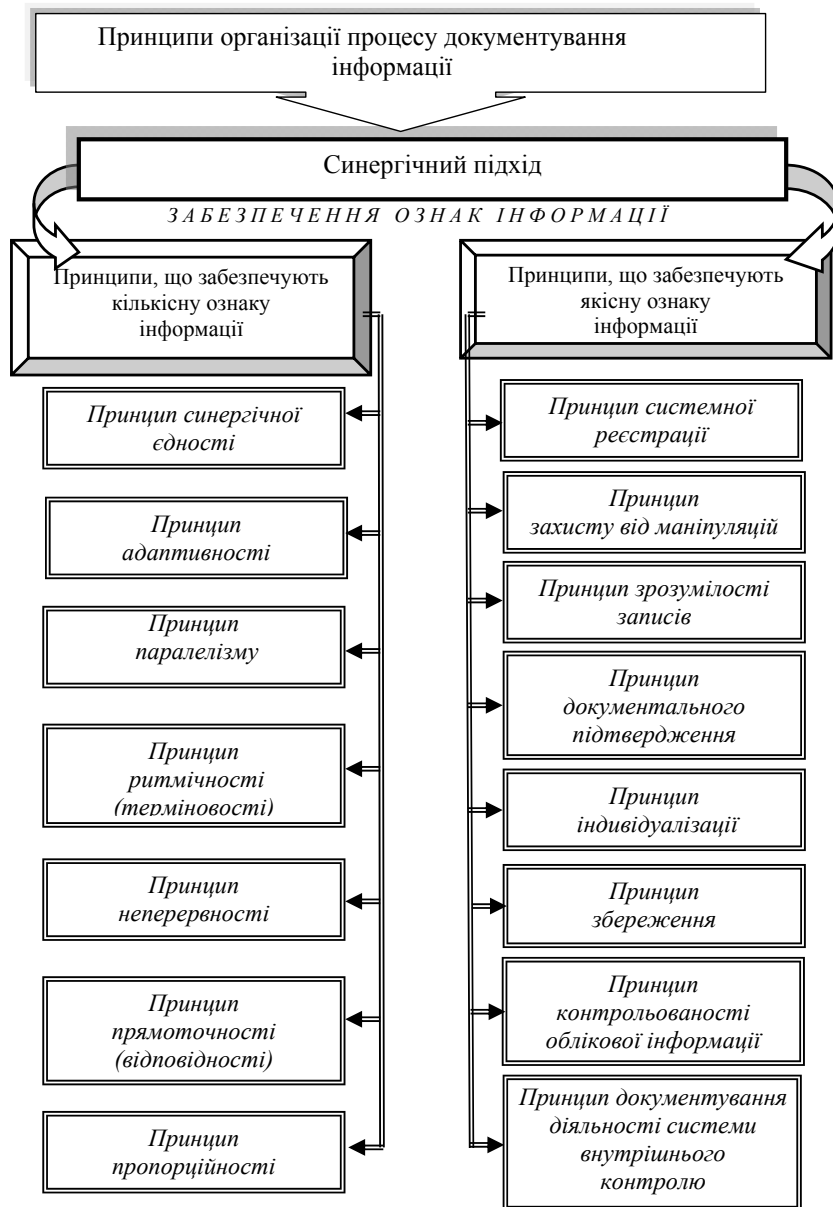 Принципи організації процесу документування
інформації
Синергічний підхід
ЗАБЕЗПЕЧЕННЯ ОЗНАК ІНФОРМАЦІЇ
Принципи, що забезпечують
кількісну ознаку
інформації
Принцип синергічної
єдності
Принцип
адаптивності
Принцип
паралелізму
Принцип
ритмічності
(терміновості)
Принцип
неперервності
Принцип
прямоточності
(відповідності)
Принцип
пропорційності
Принципи, що забезпечують
якісну ознаку
інформації
Принцип системної
реєстрації
Принцип
захисту від маніпуляцій
Принцип зрозумілості
записів
Принцип
документального
підтвердження
Принцип
індивідуалізації
Принцип
збереження
Принцип
контрольованості
облікової інформації
Принцип документування
діяльності системи
внутрішнього
контролю